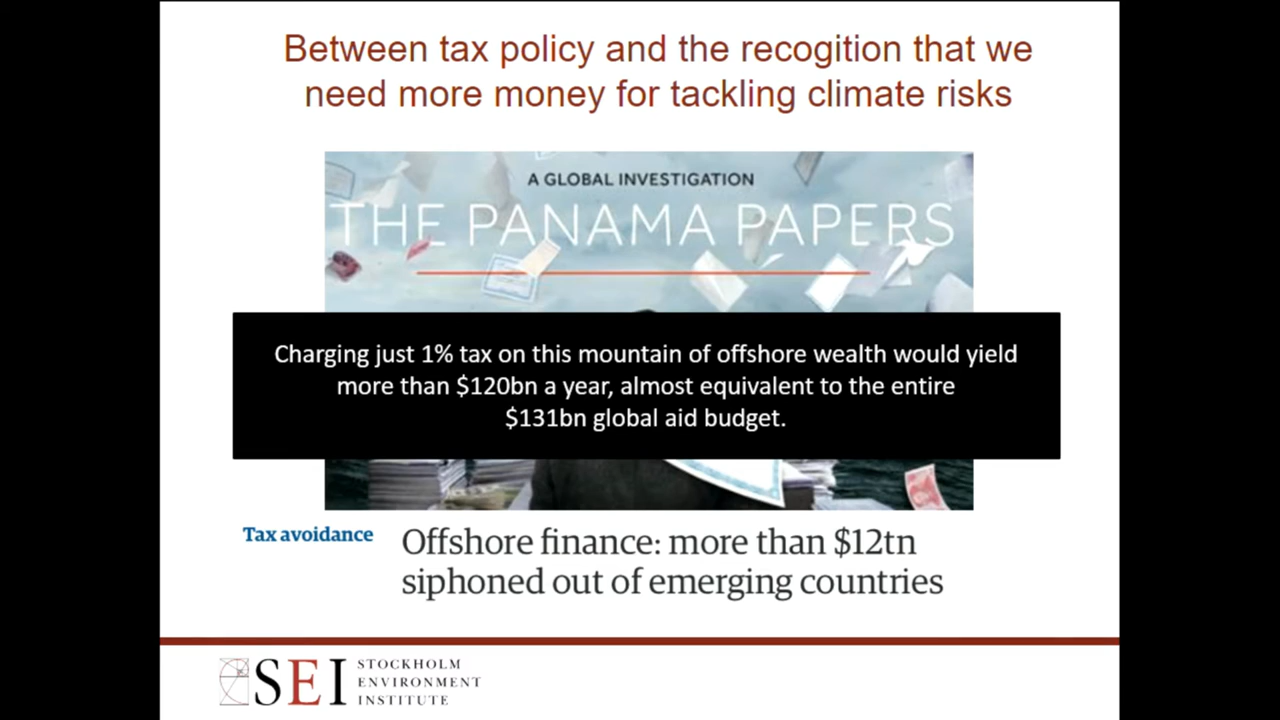 Between tax policy and the recogition that we
need more money for tackling climate risks
A GLOBAL INVESTIGATION
THE PANAMA PAPERS
Charging just 1% tax on this mountain of offshore wealth would yield
more than $120bn a year, almost equivalent to the entire
$131bn global aid budget.
Tax avoidance
Offshore finance: more than $12tn
siphoned out of emerging countries
SEI
STOCKHOLM
ENVIRONMENT
INSTITUTE